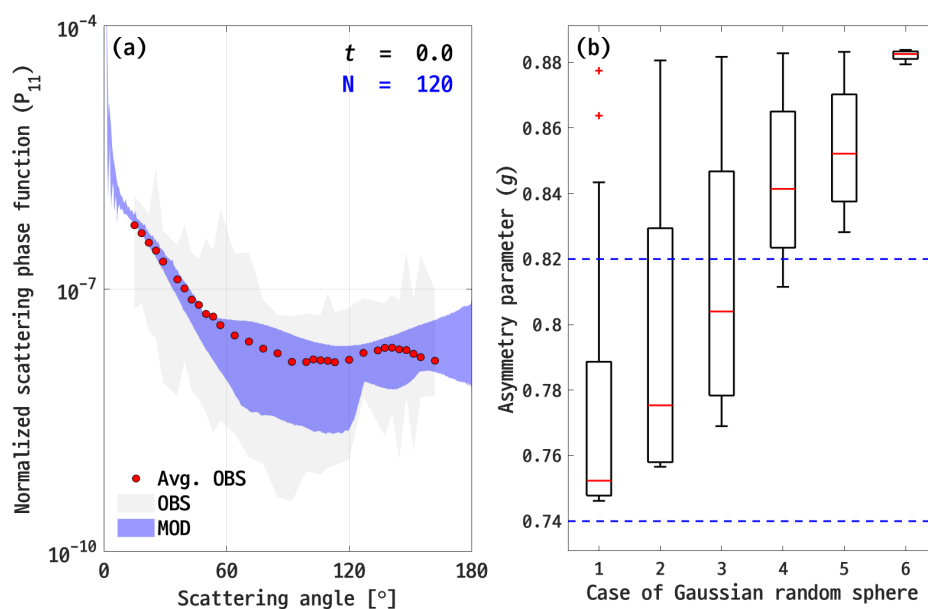 (a)
t = 0.0
N = 120
Normalized scattering phase function (P11)
10-4
10-7
10-10
Avg. OBS
OBS
MOD
0 60 120 180
Scattering angle [°]
(b)
Asymmetry parameter (g)
0.88
0.86
0.84
0.82
0.8
0.78
0.76
0.74
1 2 3 4 5 6
Case of Gaussian random sphere